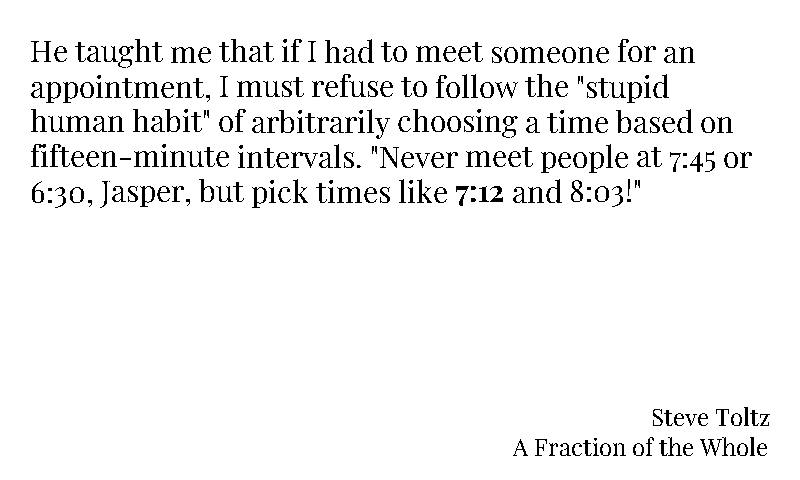 He taught me that if I had to meet someone for an
appointment, I must refuse to follow the "stupid
human habit" of arbitrarily choosing a time based on
fifteen-minute intervals. "Never meet people at 7:45 or
6:30, Jasper, but pick times like 7:12 and 8:03!"
Steve Toltz
A Fraction of the Whole